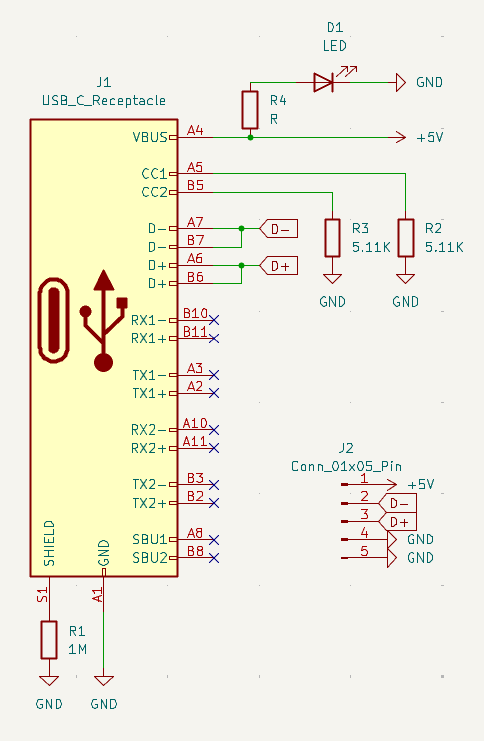 D1
LED
J1
USB_C_Receptacle
GND
R4
R
VBUS A4
+5V
CC1 A5
CC2 B5
D- A7
D-
R3
5.11K
R2
5.11K
D- B7
D+ A6
D+
D+ B6
GND
GND
RX1- B10
RX1+ B11
TX1- A3
TX1+ A2
RX2- A10
RX2+ A11
J2
Conn_01x05_Pin
TX2- B3
TX2+ B2
1 +5V
2 D-
3 D+
4 GND
5 GND
SBU1 A8
SBU2 B8
SHIELD
GND
S1
A1
R1
1M
GND
GND